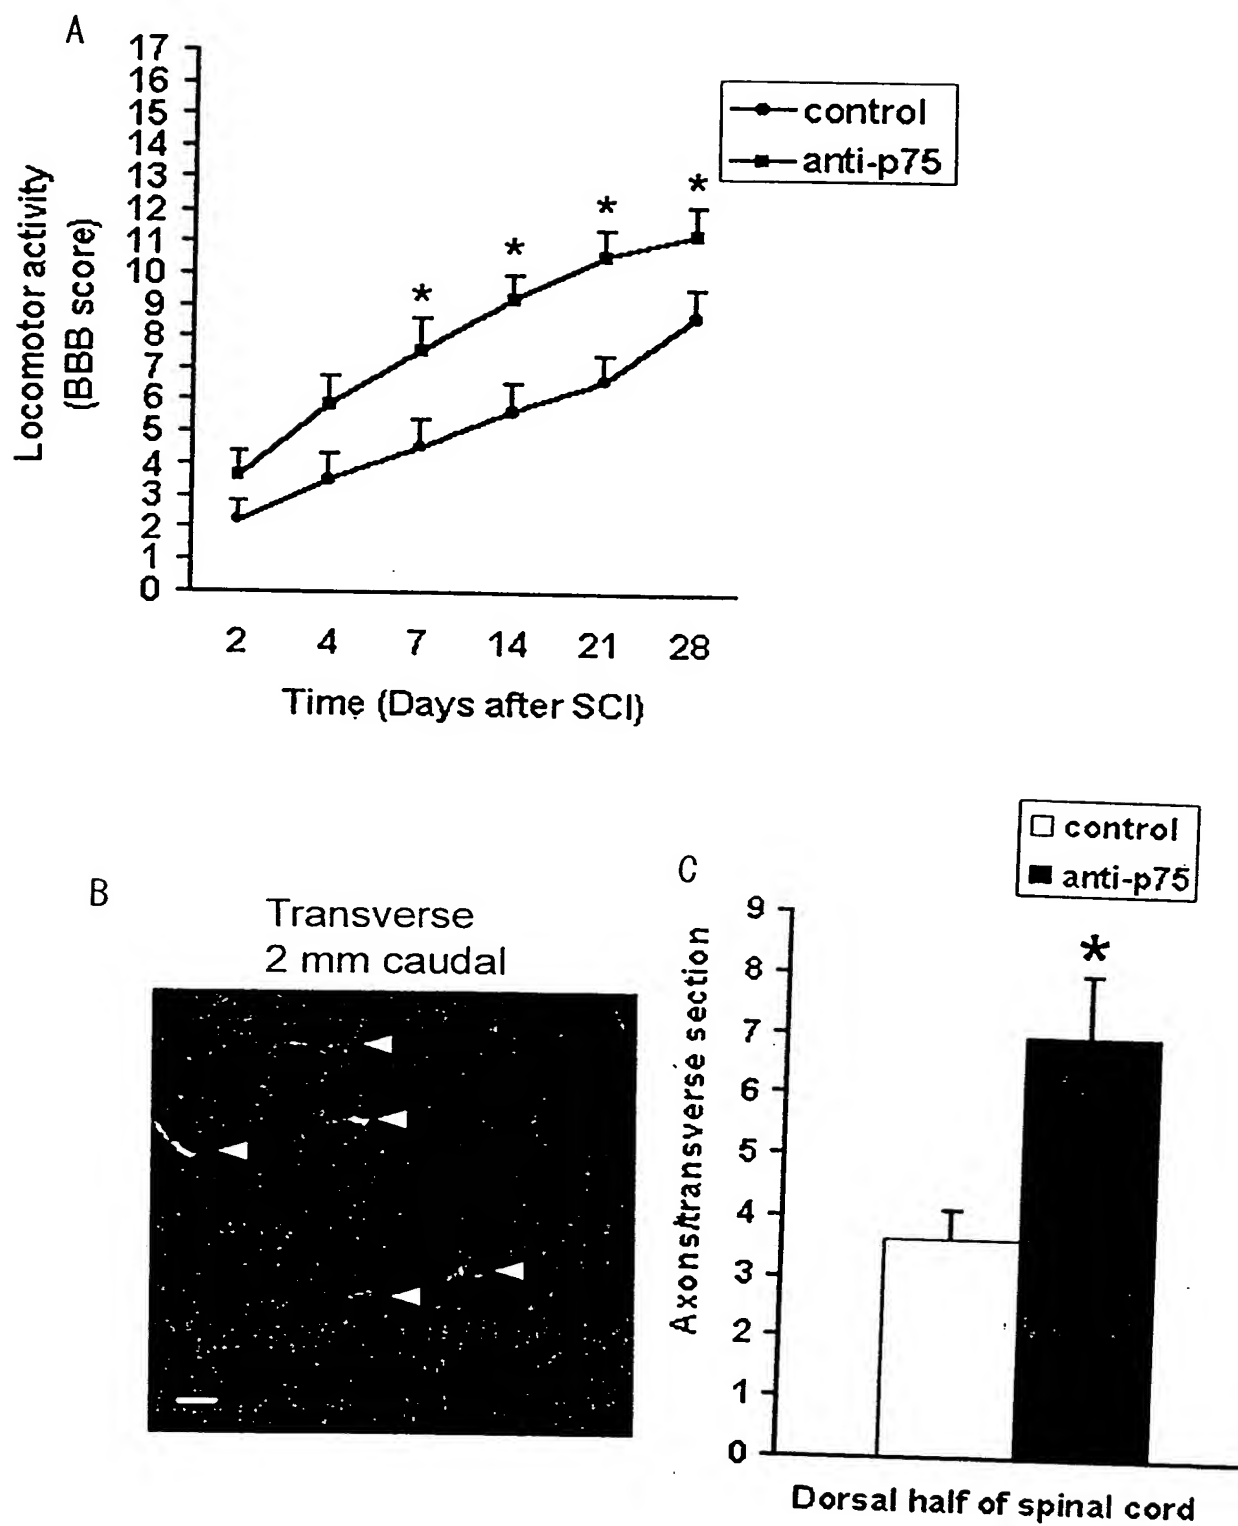 A
17
16
15
14
13
12
11
10
9
8
7
6
5
4
3
2
1
0
Locomotor activity
(BBB score)
control
anti-p75
*
*
*
*
2 4 7 14 21 28
Time (Days after SCI)
B
Transverse
2 mm caudal
C
control
anti-p75
9
8
7
6
5
4
3
2
1
0
Axons/transverse section
*
Dorsal half of spinal cord